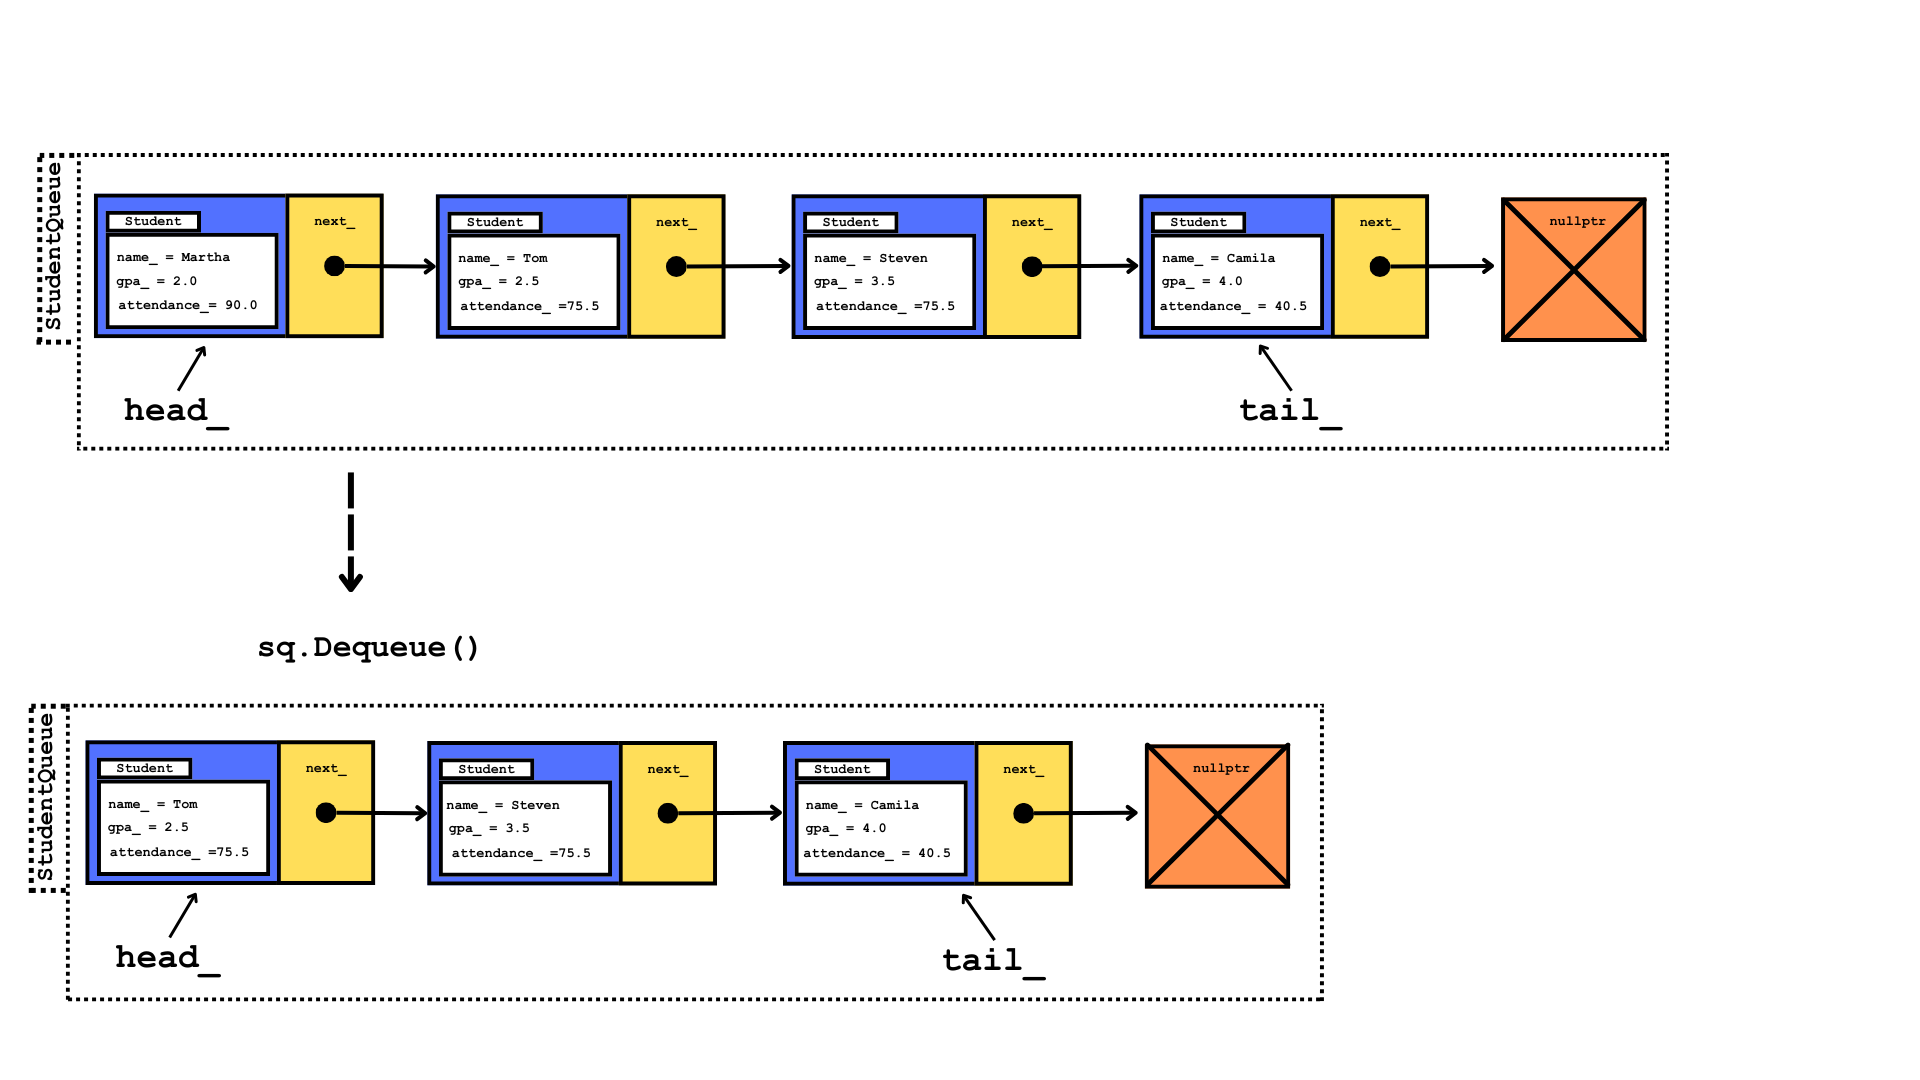 StudentQueue
Student
next_
name_ = Martha
gpa_ = 2.0
attendance_= 90.0
Student
next_
name_ = Tom
gpa_ = 2.5
attendance_ =75.5
Student
next_
name_ = Steven
gpa_ = 3.5
attendance_ =75.5
Student
next_
name_ = Camila
gpa_ = 4.0
attendance_ = 40.5
nullptr
head_
tail_
sq.Dequeue()
StudentQueue
Student
next_
name_ = Tom
gpa_ = 2.5
attendance_ =75.5
Student
next_
name_ = Steven
gpa_ = 3.5
attendance_ =75.5
Student
next_
name_ = Camila
gpa_ = 4.0
attendance_ = 40.5
nullptr
head_
tail_